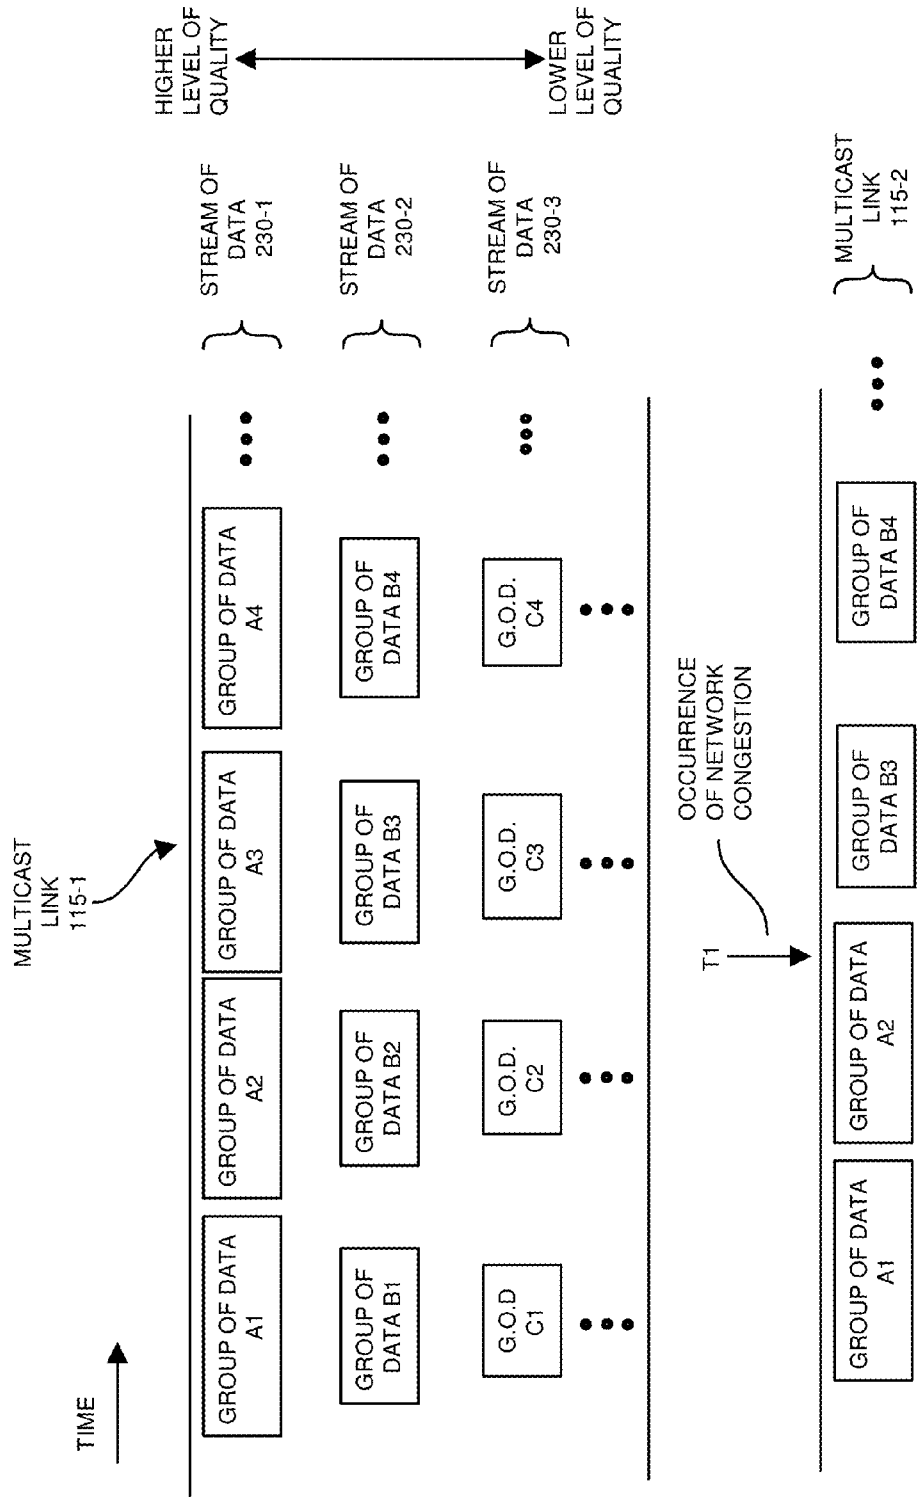 TIME
MULTICAST
LINK
115-1
HIGHER
LEVEL OF
QUALITY
LOWER
LEVEL OF
QUALITY
GROUP OF DATA
A1
GROUP OF DATA
A2
GROUP OF DATA
A3
GROUP OF DATA
A4
STREAM OF
DATA
230-1
GROUP OF
DATA B1
GROUP OF
DATA B2
GROUP OF
DATA B3
GROUP OF
DATA B4
STREAM OF
DATA
230-2
G.O.D
C1
G.O.D.
C2
G.O.D.
C3
G.O.D.
C4
STREAM OF
DATA
230-3
T1
OCCURRENCE
OF NETWORK
CONGESTION
GROUP OF DATA
A1
GROUP OF DATA
A2
GROUP OF
DATA B3
GROUP OF
DATA B4
MULTICAST
LINK
115-2